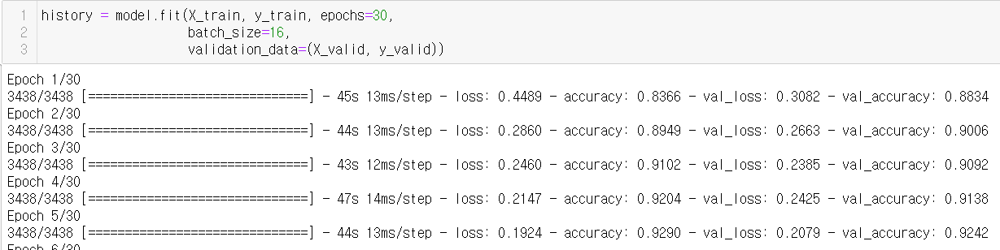 1 history = model.fit(X_train, y_train, epochs=30,
2 batch_size=16,
3 validation_data=(X_valid, y_valid))
Epoch 1/30
3438/3438 [==============================] - 45s 13ms/step - loss: 0.4489 - accuracy: 0.8366 - val_loss: 0.3082 - val_accuracy: 0.8834
Epoch 2/30
3438/3438 [==============================] - 44s 13ms/step - loss: 0.2860 - accuracy: 0.8949 - val_loss: 0.2663 - val_accuracy: 0.9006
Epoch 3/30
3438/3438 [==============================] - 43s 12ms/step - loss: 0.2460 - accuracy: 0.9102 - val_loss: 0.2385 - val_accuracy: 0.9092
Epoch 4/30
3438/3438 [==============================] - 47s 14ms/step - loss: 0.2147 - accuracy: 0.9204 - val_loss: 0.2425 - val_accuracy: 0.9138
Epoch 5/30
3438/3438 [==============================] - 44s 13ms/step - loss: 0.1924 - accuracy: 0.9290 - val_loss: 0.2079 - val_accuracy: 0.9242
Epoch 6/30